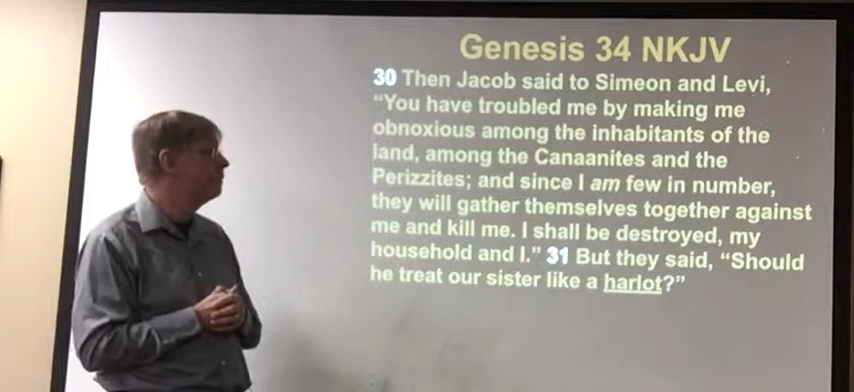 Genesis 34 NKJV
30 Then Jacob said to Simeon and Levi,
“You have troubled me by making me
obnoxious among the inhabitants of the
land, among the Canaanites and the
Perizzites; and since I am few in number,
they will gather themselves together against
me and kill me. I shall be destroyed, my
household and I.” 31 But they said, “Should
he treat our sister like a harlot?”